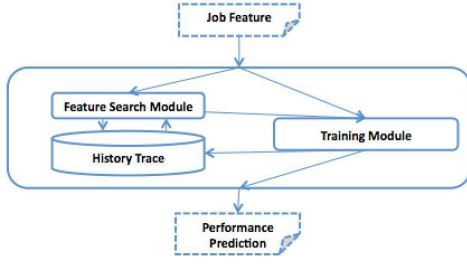 Job Feature
Feature Search Module
Training Module
History Trace
Performance
Prediction